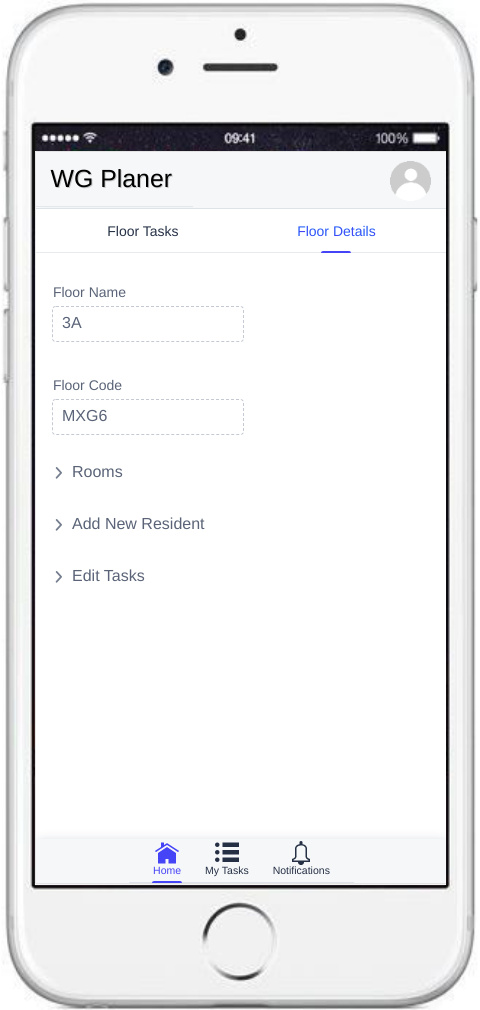 09:41 100%
WG Planer
Floor Tasks Floor Details
Floor Name
3A
Floor Code
MXG6
Rooms
Add New Resident
Edit Tasks
Home My Tasks Notifications